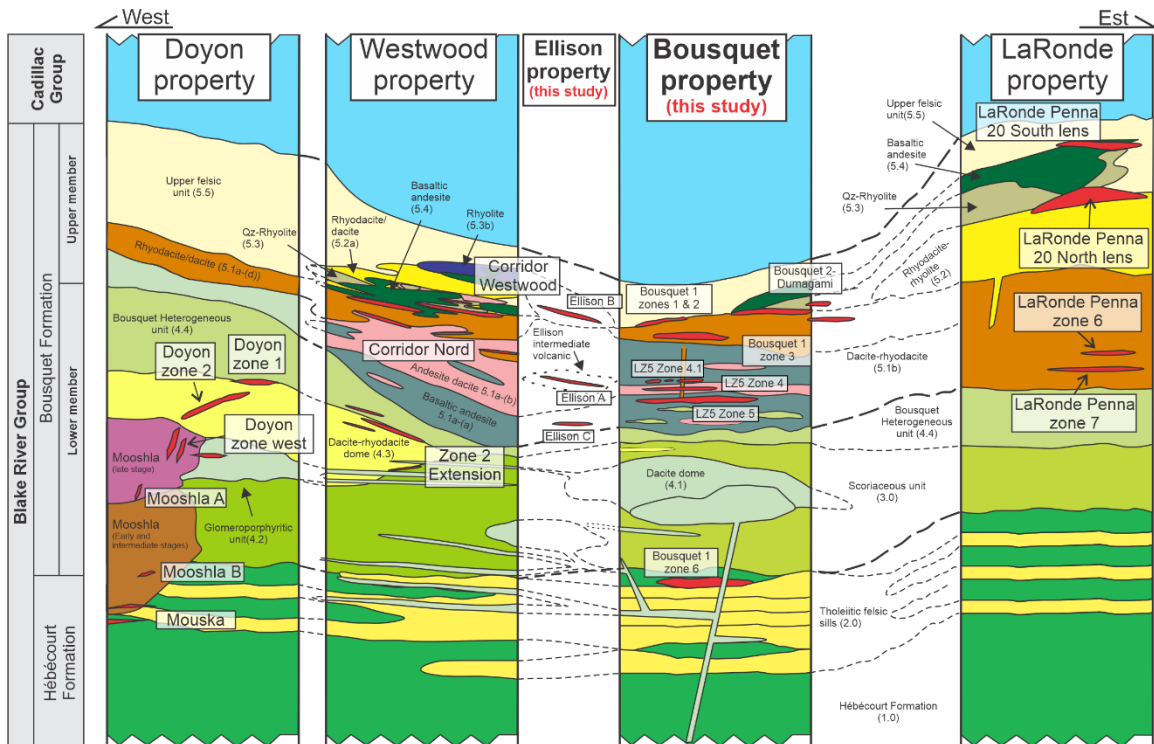 West
Est
Doyon
property
Westwood
property
Ellison
property
(this study)
Bousquet
property
(this study)
LaRonde
property
Cadillac
Group
Blake River Group
Bousquet Formation
Upper member
Lower member
Hébécourt
Formation
Upper felsic
unit (5.5)
Rhyodacite/dacite (5.1a-(d))
Bousquet Heterogeneous
unit (4.4)
Doyon
zone 1
Doyon
zone 2
Doyon
zone west
Mooshla
(late stage)
Mooshla A
Mooshla
(Early and
intermediate stages)
Glomeroporphyritic
unit(4.2)
Mooshla B
Mouska
Basaltic
andesite
(5.4)
Rhyodacite/
dacite
(5.2a)
Rhyolite
(5.3b)
Qz-Rhyolite
(5.3)
Corridor
Westwood
Corridor Nord
Andesite dacite 5.1a-(b)
Basaltic andesite
5.1a-(a)
Dacite-rhyodacite
dome (4.3)
Zone 2
Extension
Ellison B
Ellison
intermediate
volcanic
Ellison A
Ellison C
Bousquet 1
zones 1 & 2
Bousquet 2-
Dumagami
Bousquet 1
zone 3
LZ5 Zone 4.1
LZ5 Zone 4
LZ5 Zone 5
Dacite dome
(4.1)
Bousquet 1
zone 6
Upper felsic
unit(5.5)
Basaltic
andesite
(5.4)
Qz-Rhyolite
(5.3)
Rhyodacite-
rhyolite
(5.2)
Dacite-rhyodacite
(5.1b)
Bousquet
Heterogeneous
unit (4.4)
Scoriaceous unit
(3.0)
Tholeiitic felsic
sills (2.0)
Hébécourt Formation
(1.0)
LaRonde Penna
20 South lens
LaRonde Penna
20 North lens
LaRonde Penna
zone 6
LaRonde Penna
zone 7